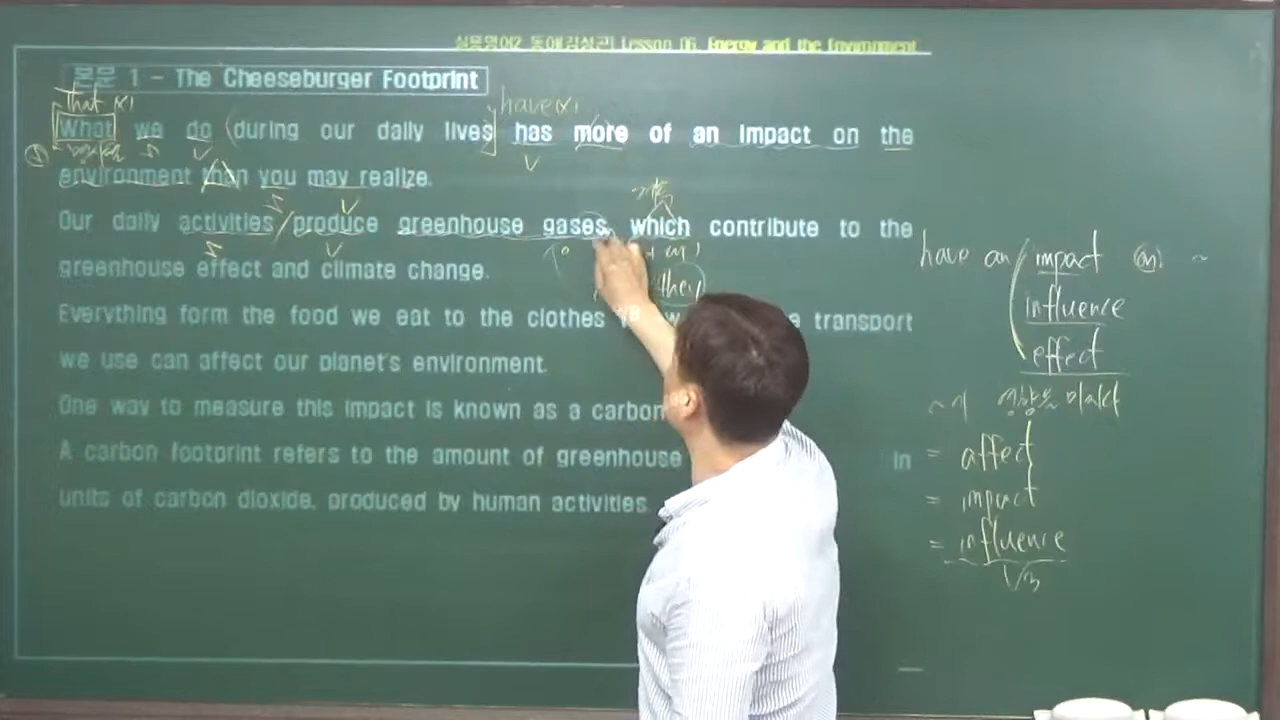 실용영어2 동아(김성곤) Lesson 06. Energy and the Environment
본문 1 - The Cheeseburger Footprint
That (x) have(x)
What we do (during our daily lives] has more of an impact on the
S V V
environment than you may realize.
S V
Our daily activities / produce greenhouse gases, which contribute to the
S V
they
greenhouse effect and climate change.
Everything form the food we eat to the clothes transport
we use can affect our planet's environment.
One way to measure this impact is known as a carbon
A carbon footprint refers to the amount of greenhouse in
units of carbon dioxide, produced by human activities.
have an impact on ~
influence
effect
~에 영향을 미치다
= affect
= impact
= influence